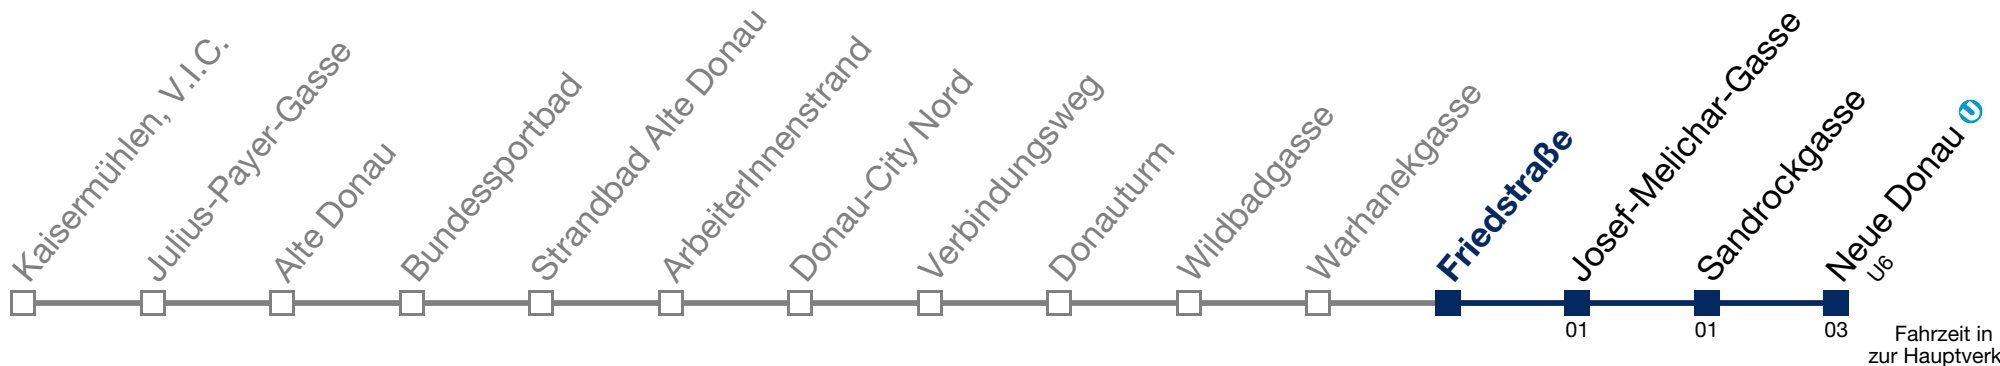 Kaisermühlen, V.I.C.
Julius-Payer-Gasse
Alte Donau
Bundessportbad
Strandbad Alte Donau
ArbeiterInnenstrand
Donau-City Nord
Verbindungsweg
Donauturm
Wildbadgasse
Warhanekgasse
Friedstraße
Josef-Melichar-Gasse
Sandrockgasse
Neue Donau U
U6
01
01
03
Fahrzeit in
zur Hauptverk